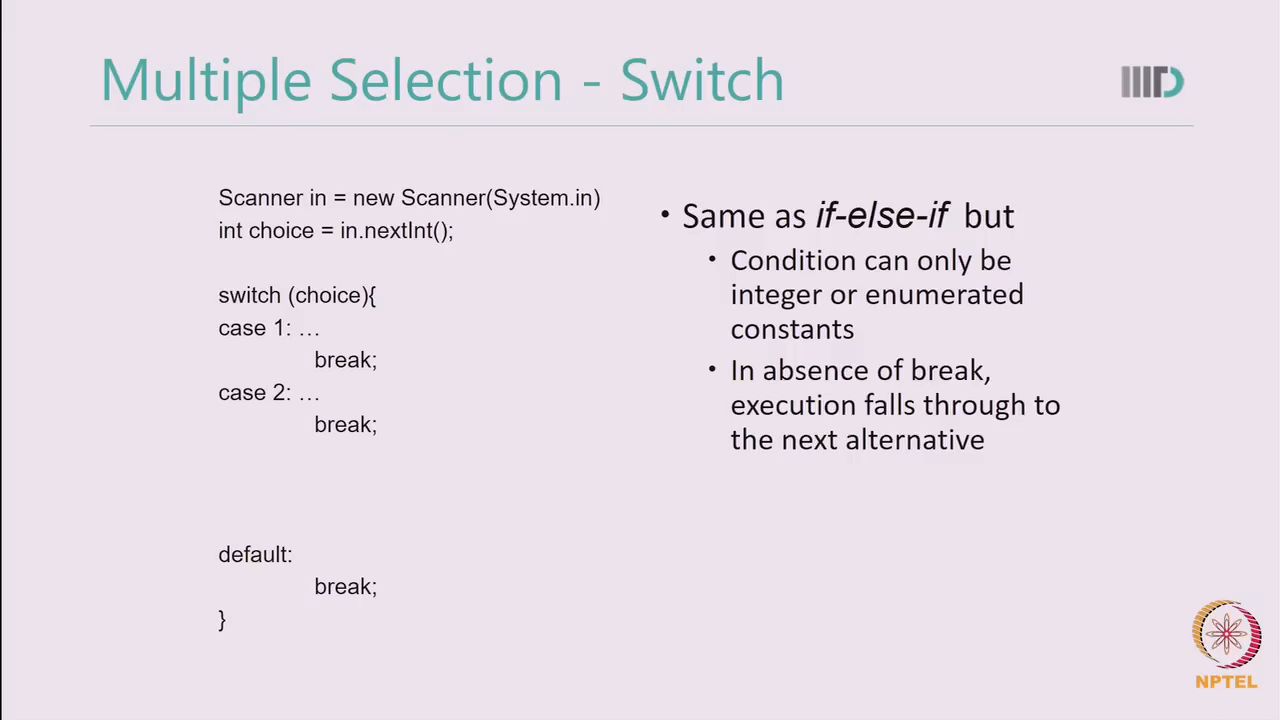 Multiple Selection - Switch
IIITD
Scanner in = new Scanner(System.in)
int choice = in.nextInt();
switch (choice){
case 1: …
break;
case 2: …
break;
default:
break;
}
• Same as if-else-if but
• Condition can only be
integer or enumerated
constants
• In absence of break,
execution falls through to
the next alternative
NPTEL